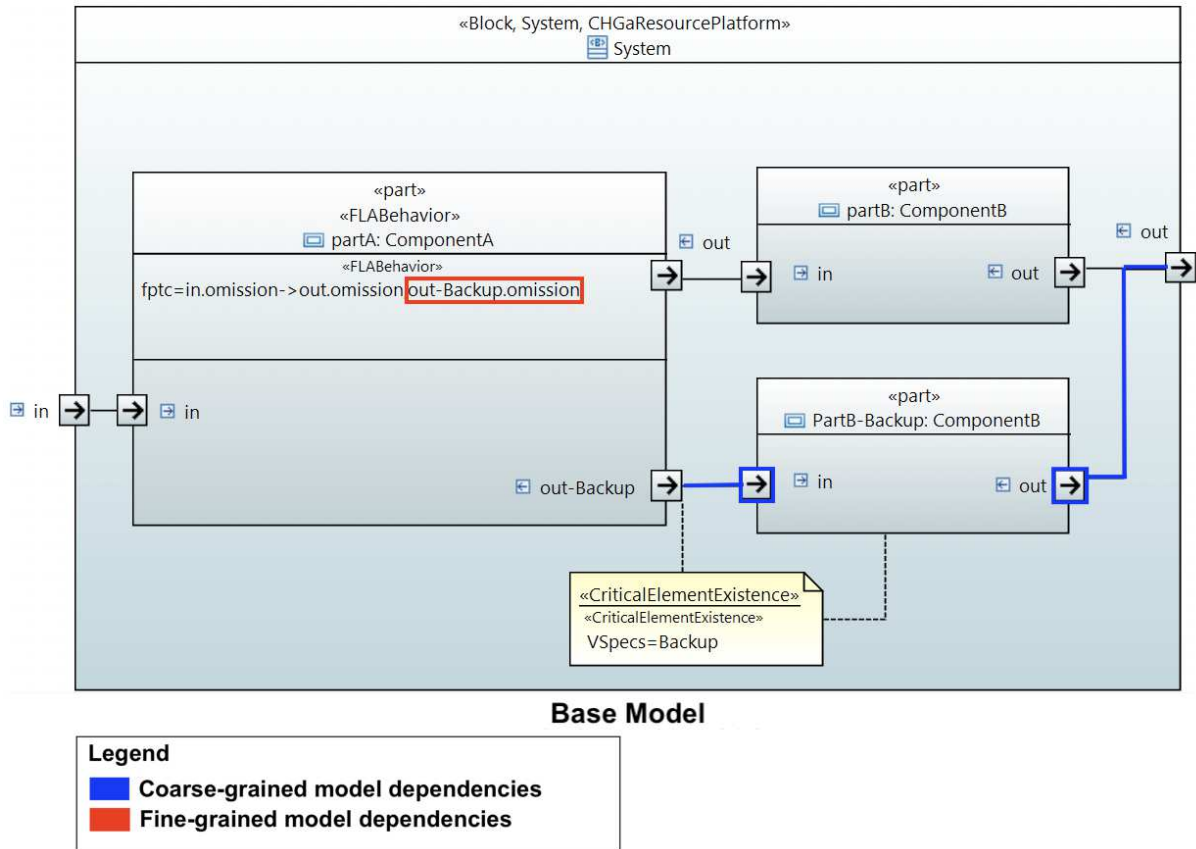 «Block, System, CHGaResourcePlatform»
System
«part»
«FLABehavior»
partA: ComponentA
«FLABehavior»
fptc=in.omission->out.omission out-Backup.omission
out
«part»
partB: ComponentB
in
out
out
in
in
out-Backup
«part»
PartB-Backup: ComponentB
in
out
«CriticalElementExistence»
«CriticalElementExistence»
VSpecs=Backup
Base Model
Legend
Coarse-grained model dependencies
Fine-grained model dependencies